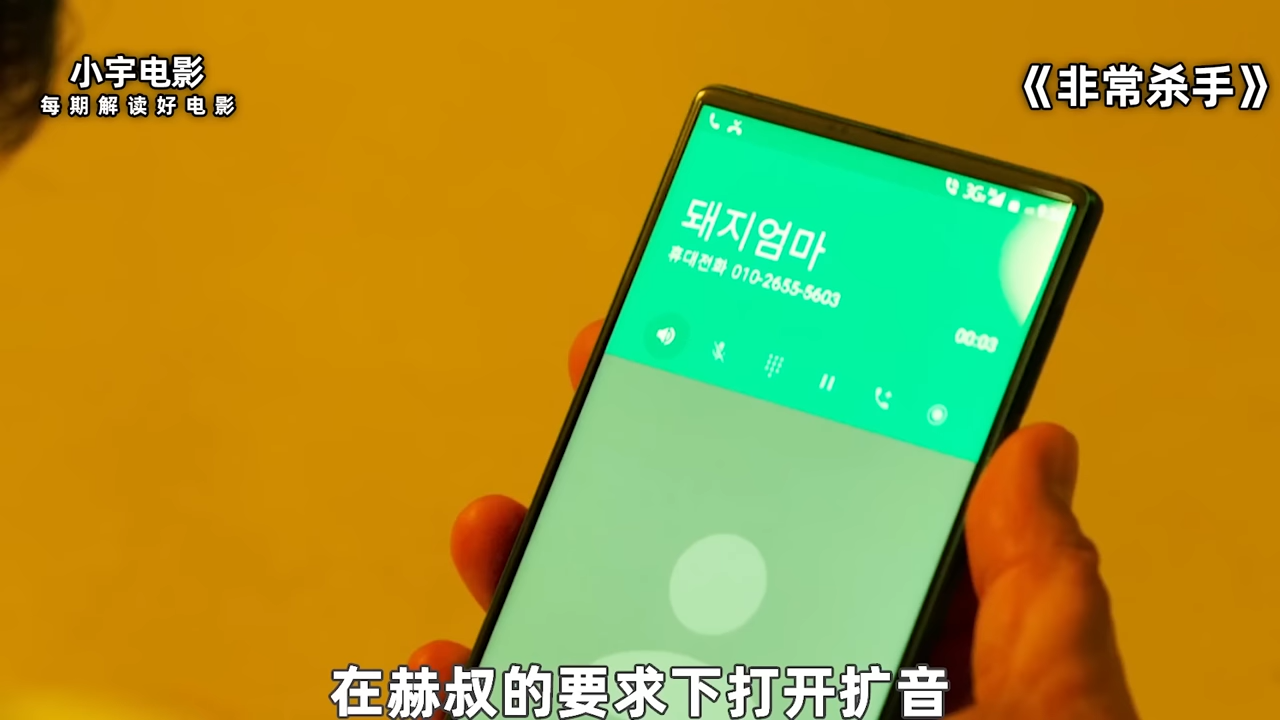 小宇电影
每期解读好电影
《非常杀手》
3G
돼지엄마
휴대전화 010-2655-5603
00:03
在赫叔的要求下打开扩音